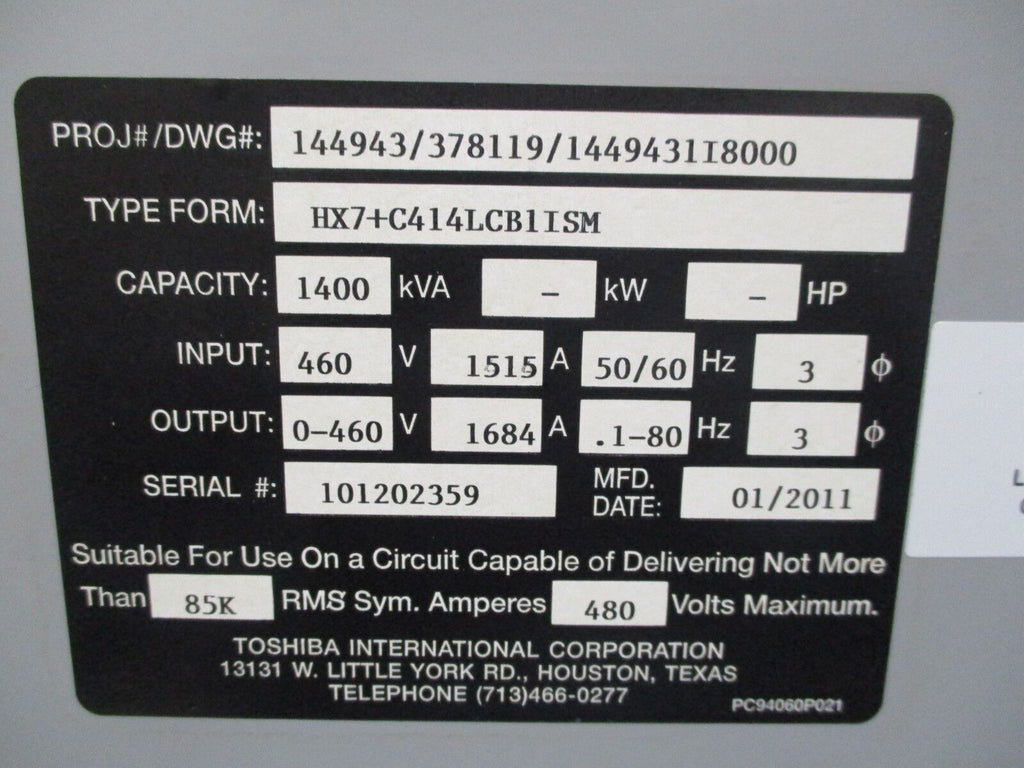 PROJ#/DWG#: 144943/378119/1449431I8000
TYPE FORM: HX7+C414LCB1ISM
CAPACITY: 1400 kVA – kW – HP
INPUT: 460 V 1515 A 50/60 Hz 3 ϕ
OUTPUT: 0–460 V 1684 A .1–80 Hz 3 ϕ
SERIAL #: 101202359 MFD. DATE: 01/2011
Suitable For Use On a Circuit Capable of Delivering Not More
Than 85K RMS Sym. Amperes 480 Volts Maximum.
TOSHIBA INTERNATIONAL CORPORATION
13131 W. LITTLE YORK RD., HOUSTON, TEXAS
TELEPHONE (713)466-0277
PC94060P021